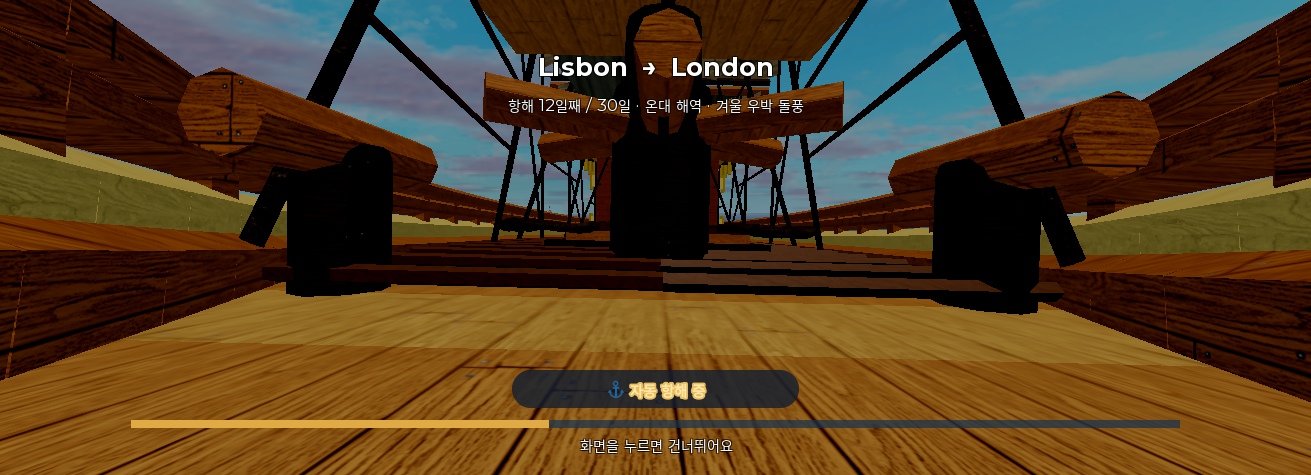 Lisbon → London
항해 12일째 / 30일 · 온대 해역 · 겨울 우박 돌풍
⚓ 자동 항해 중
화면을 누르면 건너뛰어요